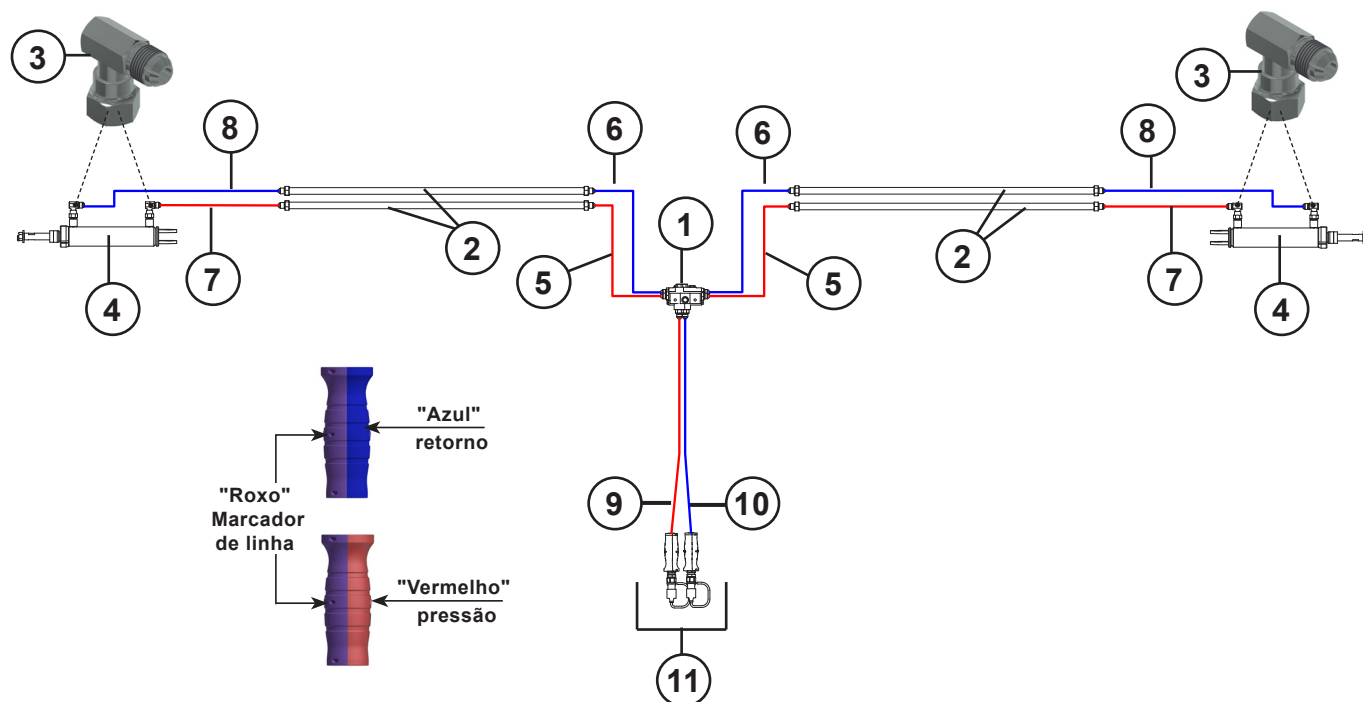 3
3
8
6
6
8
1
2
2
7
5
5
7
4
4
"Azul"
retorno
"Roxo"
Marcador
de linha
"Vermelho"
pressão
9
10
11